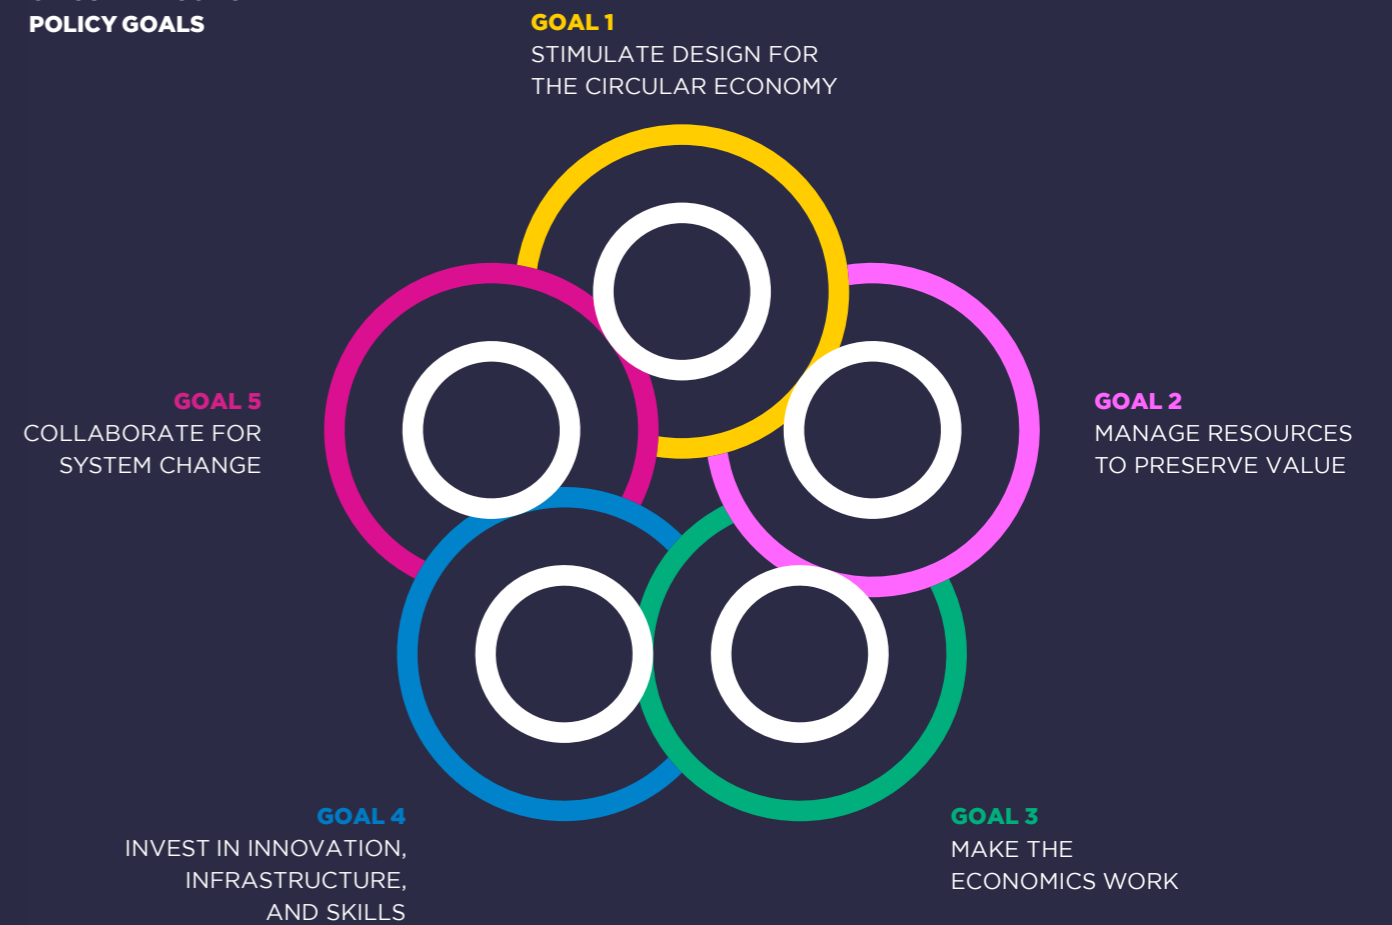 POLICY GOALS
GOAL 1
STIMULATE DESIGN FOR
THE CIRCULAR ECONOMY
GOAL 2
MANAGE RESOURCES
TO PRESERVE VALUE
GOAL 3
MAKE THE
ECONOMICS WORK
GOAL 4
INVEST IN INNOVATION,
INFRASTRUCTURE,
AND SKILLS
GOAL 5
COLLABORATE FOR
SYSTEM CHANGE